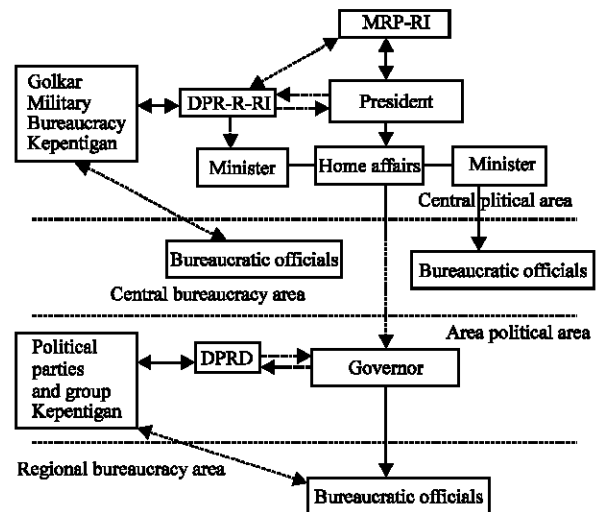 MRP-RI
Golkar
Military
Bureaucracy
Kepentigan
DPR-R-RI
President
Minister
Home affairs
Minister
Central plitical area
Bureaucratic officials
Bureaucratic officials
Central bureaucracy area
Area political area
Political
parties
and group
Kepentigan
DPRD
Governor
Regional bureaucracy area
Bureaucratic officials